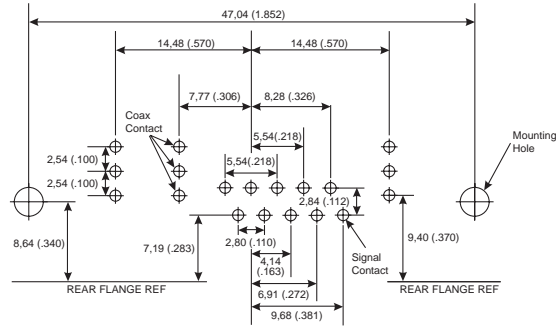 47,04 (1.852)
14,48 (.570)
14,48 (.570)
7,77 (.306)
8,28 (.326)
Coax
Contact
5,54(.218)
Mounting
Hole
2,54 (.100)
5,54(.218)
2,54 (.100)
2,84 (.112)
8,64 (.340)
7,19 (.283)
2,80 (.110)
9,40 (.370)
4,14
(.163)
Signal
Contact
6,91 (.272)
REAR FLANGE REF
REAR FLANGE REF
9,68 (.381)